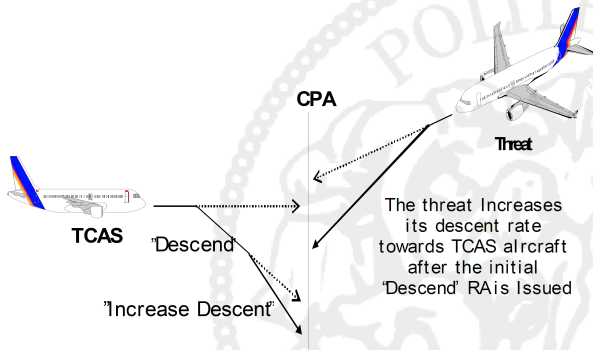 CPA
Threat
TCAS
"Descend"
"Increase Descent"
The threat Increases
its descent rate
towards TCAS aircraft
after the initial
'Descend' RA is Issued
POLIT